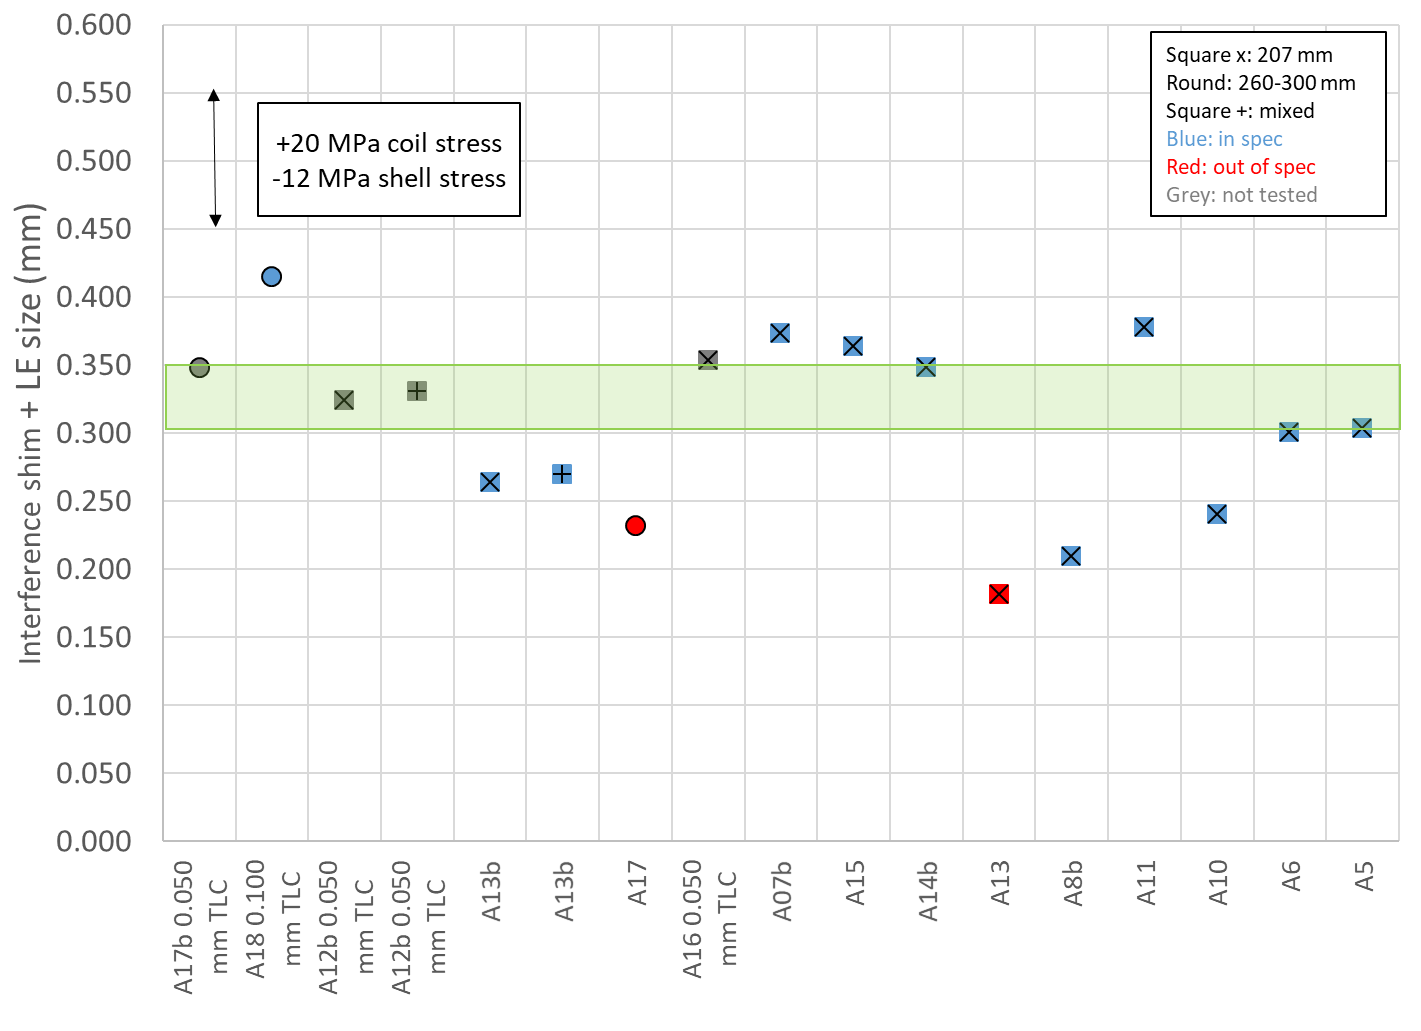 0.600
0.550
0.500
0.450
0.400
0.350
0.300
0.250
0.200
0.150
0.100
0.050
0.000
Interference shim + LE size (mm)
+20 MPa coil stress
-12 MPa shell stress
Square x: 207 mm
Round: 260-300 mm
Square +: mixed
Blue: in spec
Red: out of spec
Grey: not tested
A17b 0.050
mm TLC
A18 0.100
mm TLC
A12b 0.050
mm TLC
A12b 0.050
mm TLC
A13b
A13b
A17
A16 0.050
mm TLC
A07b
A15
A14b
A13
A8b
A11
A10
A6
A5